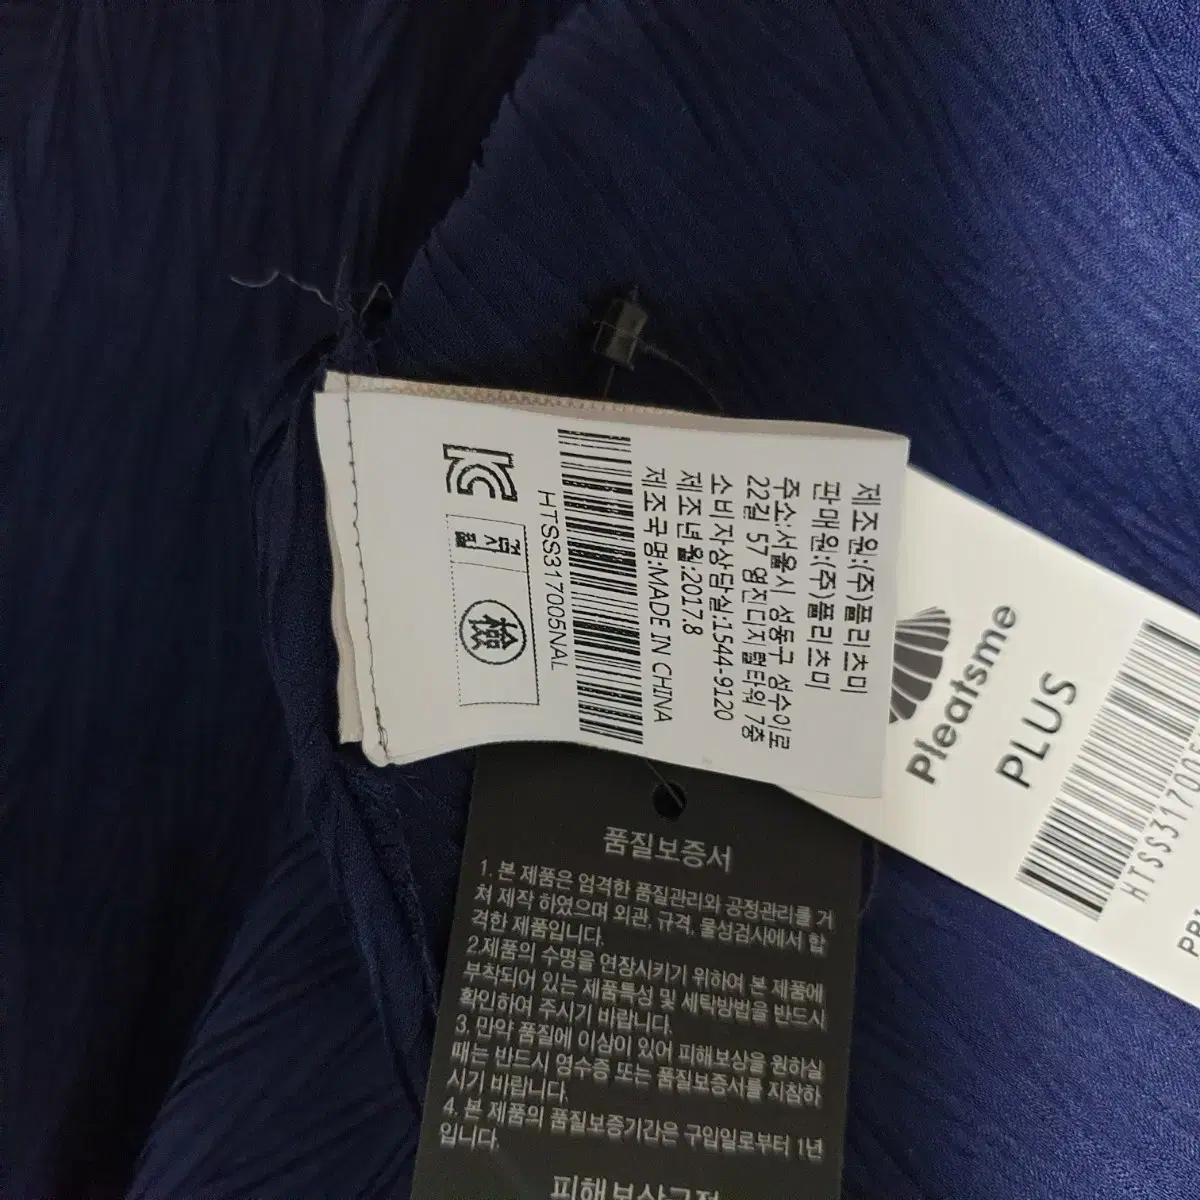 제조원:(주)플리츠미
판매원:(주)플리츠미
주소:서울시 성동구 성수이로
22길 57 영진디지털타워 7층
소비자상담실:1544-9120
제조년월:2017.8
제조국명:MADE IN CHINA
HTSS317005NAL
檢
Pleatsme
PLUS
HTSS317005
품질보증서
1. 본 제품은 엄격한 품질관리와 공정관리를 거
쳐 제작 하였으며 외관, 규격, 물성검사에서 합
격한 제품입니다.
2.제품의 수명을 연장시키기 위하여 본 제품에
부착되어 있는 제품특성 및 세탁방법을 반드시
확인하여 주시기 바랍니다.
3. 만약 품질에 이상이 있어 피해보상을 원하실
때는 반드시 영수증 또는 품질보증서를 지참하
시기 바랍니다.
4. 본 제품의 품질보증기간은 구입일로부터 1년
입니다.
피해보상규정